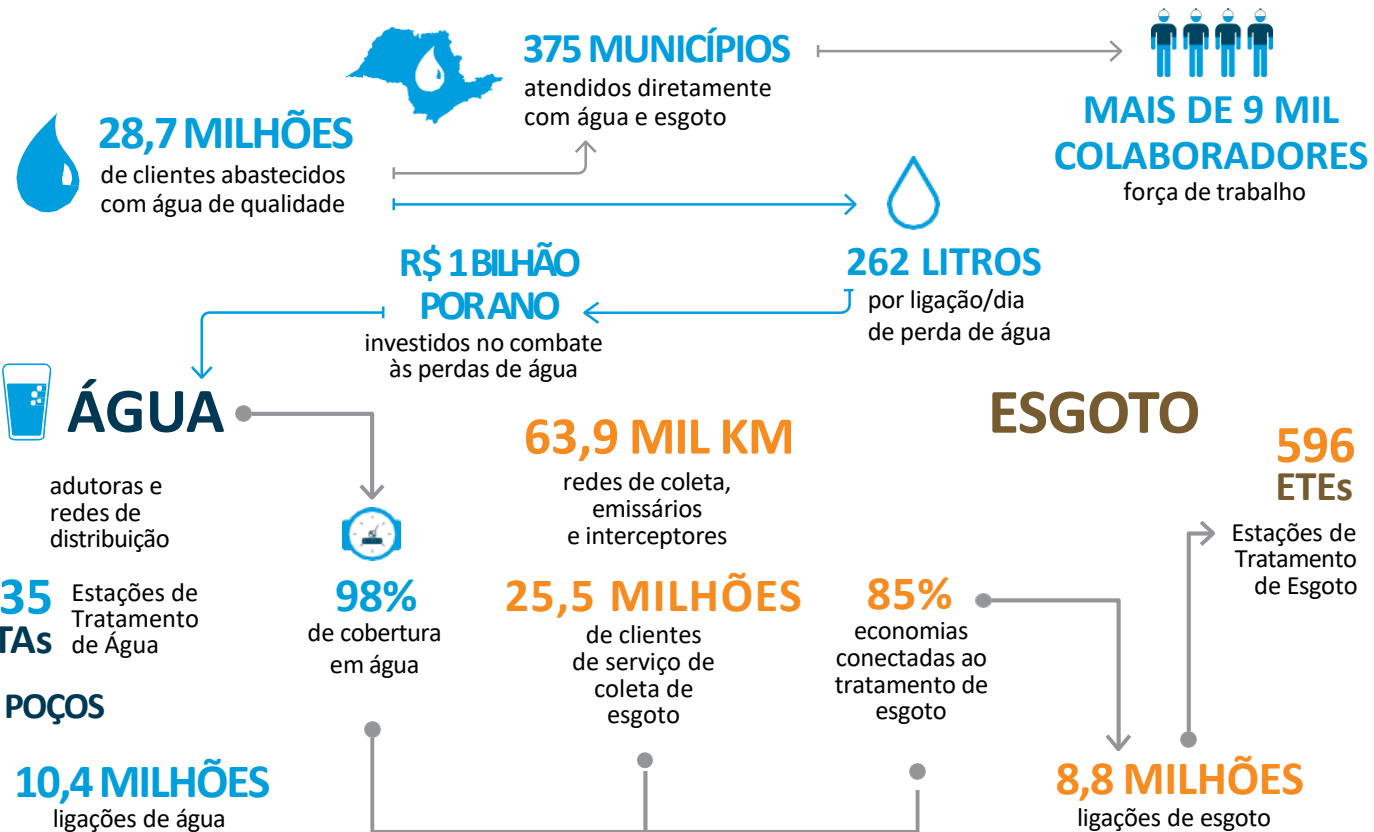 375 MUNICÍPIOS
atendidos diretamente
com água e esgoto
MAIS DE 9 MIL
COLABORADORES
força de trabalho
28,7 MILHÕES
de clientes abastecidos
com água de qualidade
R$ 1 BILHÃO
POR ANO
investidos no combate
às perdas de água
262 LITROS
por ligação/dia
de perda de água
ÁGUA
adutoras e
redes de
distribuição
35
TAs
Estações de
Tratamento
de Água
POÇOS
10,4 MILHÕES
ligações de água
98%
de cobertura
em água
ESGOTO
63,9 MIL KM
redes de coleta,
emissários
e interceptores
25,5 MILHÕES
de clientes
de serviço de
coleta de
esgoto
85%
economias
conectadas ao
tratamento de
esgoto
596
ETEs
Estações de
Tratamento
de Esgoto
8,8 MILHÕES
ligações de esgoto